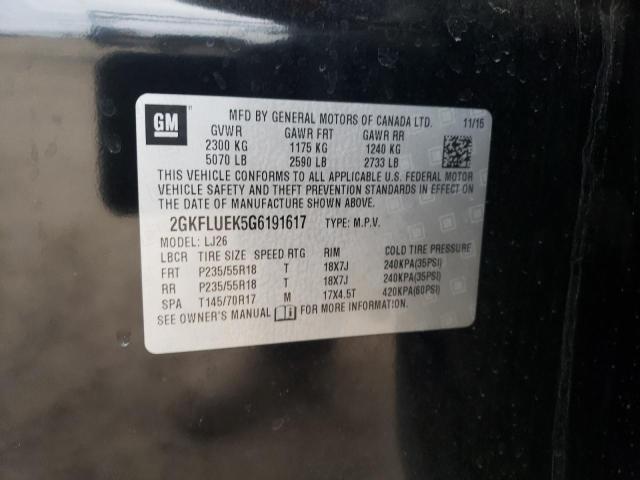 GM
MFD BY GENERAL MOTORS OF CANADA LTD. 11/15
GVWR GAWR FRT GAWR RR
2300 KG 1175 KG 1240 KG
5070 LB 2590 LB 2733 LB
THIS VEHICLE CONFORMS TO ALL APPLICABLE U.S. FEDERAL MOTOR
VEHICLE SAFETY AND THEFT PREVENTION STANDARDS IN EFFECT ON
THE DATE OF MANUFACTURE SHOWN ABOVE.
2GKFLUEK5G6191617 TYPE: M.P.V.
MODEL: LJ26
LBCR TIRE SIZE SPEED RTG RIM COLD TIRE PRESSURE
FRT P235/55R18 T 18X7J 240KPA(35PSI)
RR P235/55R18 T 18X7J 240KPA(35PSI)
SPA T145/70R17 M 17X4.5T 420KPA(60PSI)
SEE OWNER'S MANUAL FOR MORE INFORMATION.